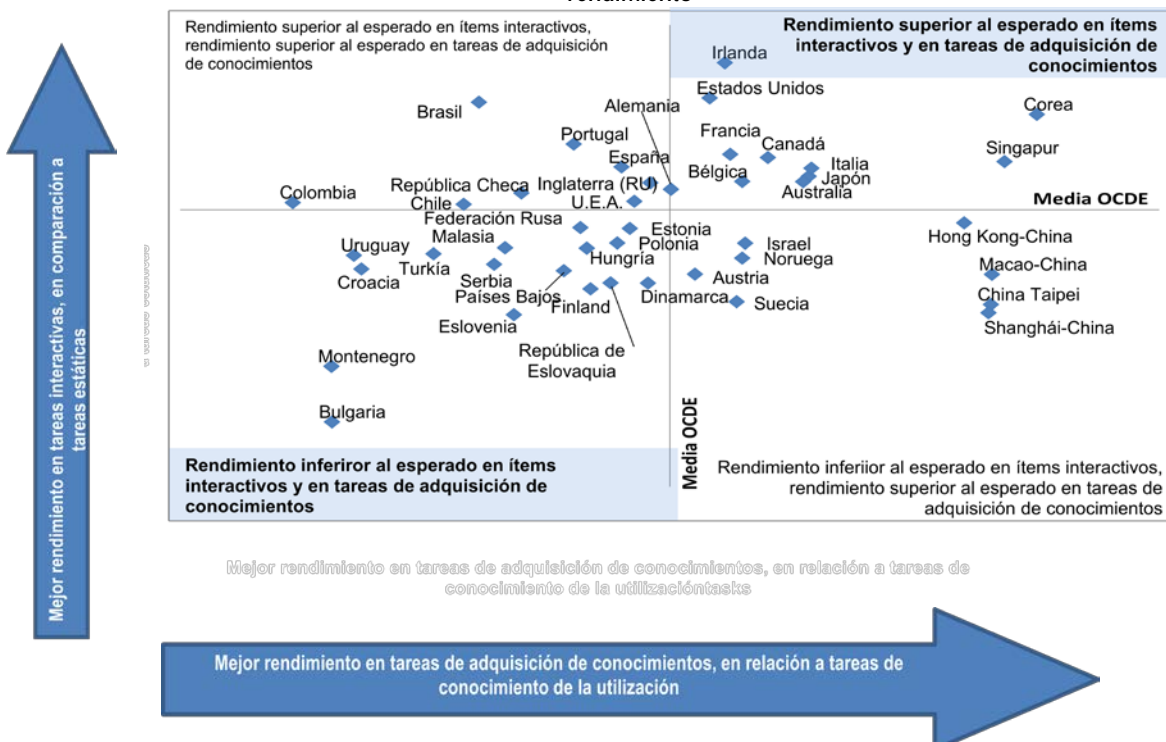 rendimiento
Rendimiento superior al esperado en ítems interactivos,
rendimiento superior al esperado en tareas de adquisición
de conocimientos
Rendimiento superior al esperado en ítems
interactivos y en tareas de adquisición de
conocimientos
Irlanda
Estados Unidos
Alemania
Brasil
Corea
Portugal
Francia
Canadá
Singapur
España
Bélgica
Italia
Japón
Australia
Inglaterra (RU)
República Checa
Colombia
Chile
U.E.A.
Media OCDE
Federación Rusa
Estonia
Hong Kong-China
Uruguay
Malasia
Polonia
Israel
Hungría
Noruega
Turkía
Croacia
Serbia
Austria
Macao-China
Países Bajos
Dinamarca
China Taipei
Finland
Suecia
Eslovenia
Shanghái-China
República de
Eslovaquia
Montenegro
Bulgaria
Media OCDE
Rendimiento inferiror al esperado en ítems
interactivos y en tareas de adquisición de
conocimientos
Rendimiento inferiior al esperado en ítems interactivos,
rendimiento superior al esperado en tareas de
adquisición de conocimientos
Mejor rendimiento en tareas interactivas, en comparación a
tareas estáticas
Mejor rendimiento en tareas de adquisición de conocimientos, en relación a tareas de
conocimiento de la utilizacióntasks
Mejor rendimiento en tareas de adquisición de conocimientos, en relación a tareas de
conocimiento de la utilización